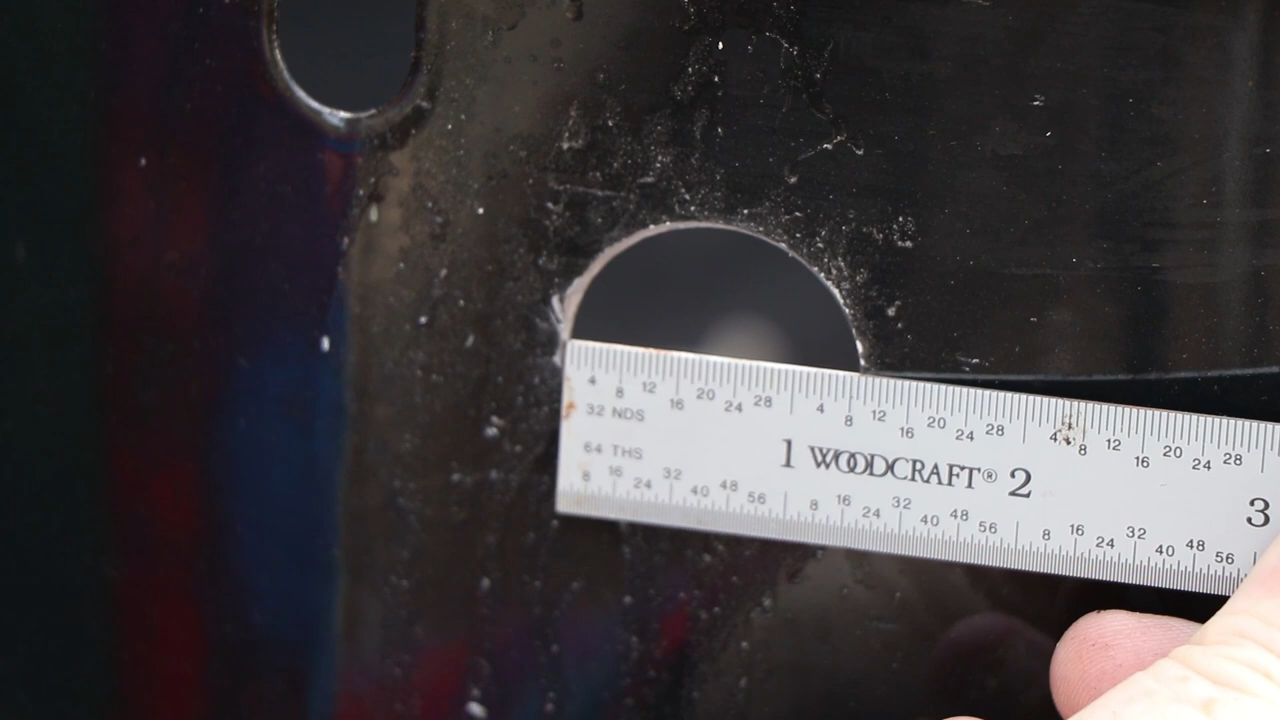 4 8 12 16 20 24 28 4 8 12 16 20 24 28 4 8 12 16 20 24 28
32 NDS
1 WOODCRAFT® 2 3
64 THS
8 16 24 32 40 48 56 8 16 24 32 40 48 56 8 16 24 32 40 48 56